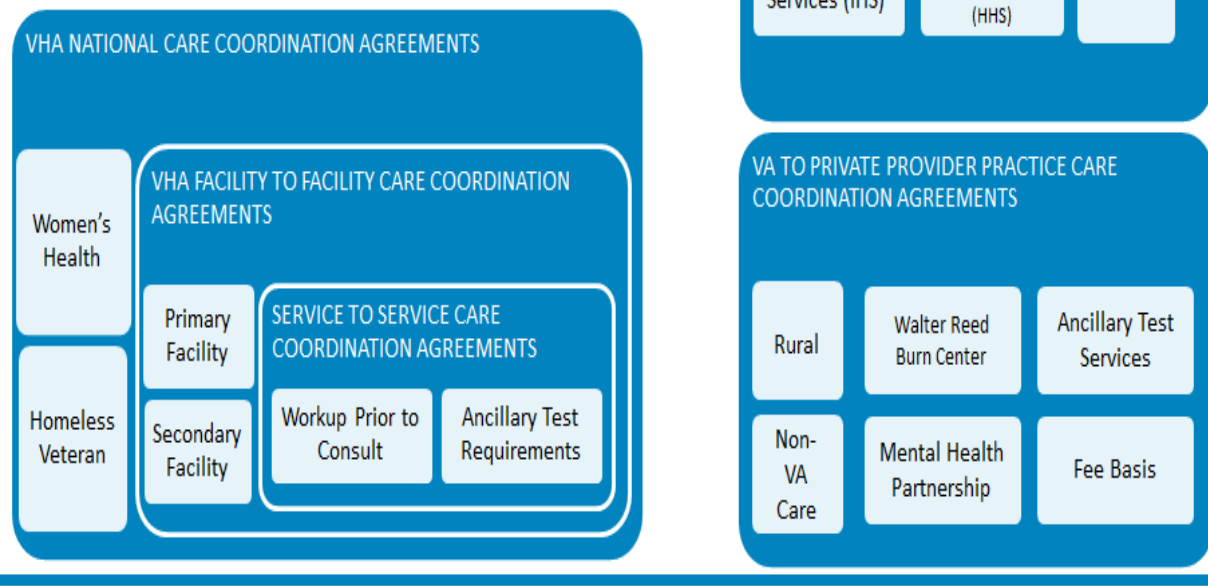 VHA NATIONAL CARE COORDINATION AGREEMENTS
Women’s
Health
Homeless
Veteran
VHA FACILITY TO FACILITY CARE COORDINATION
AGREEMENTS
Primary
Facility
Secondary
Facility
SERVICE TO SERVICE CARE
COORDINATION AGREEMENTS
Workup Prior to
Consult
Ancillary Test
Requirements
Services (IHS)
(HHS)
VA TO PRIVATE PROVIDER PRACTICE CARE
COORDINATION AGREEMENTS
Rural
Walter Reed
Burn Center
Ancillary Test
Services
Non-
VA
Care
Mental Health
Partnership
Fee Basis